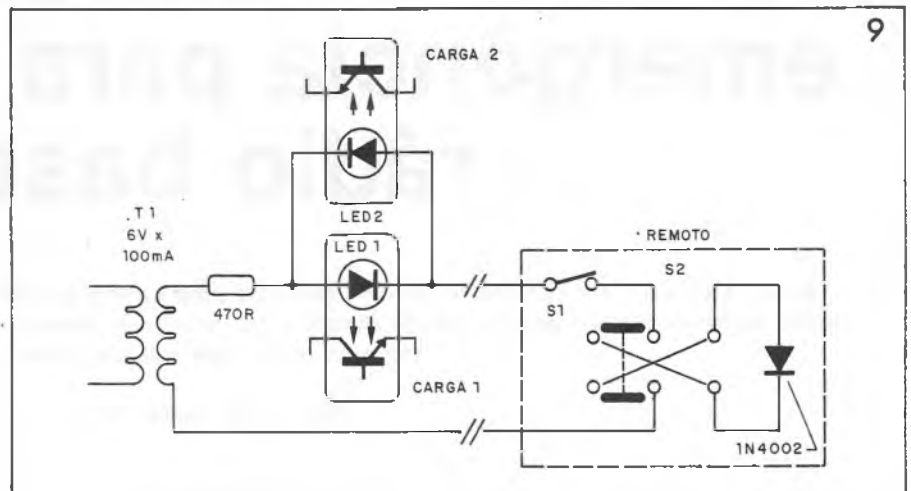 9
CARGA 2
T1
6V x
100mA
LED2
LED 1
470R
CARGA 1
REMOTO
S2
S1
1N4002